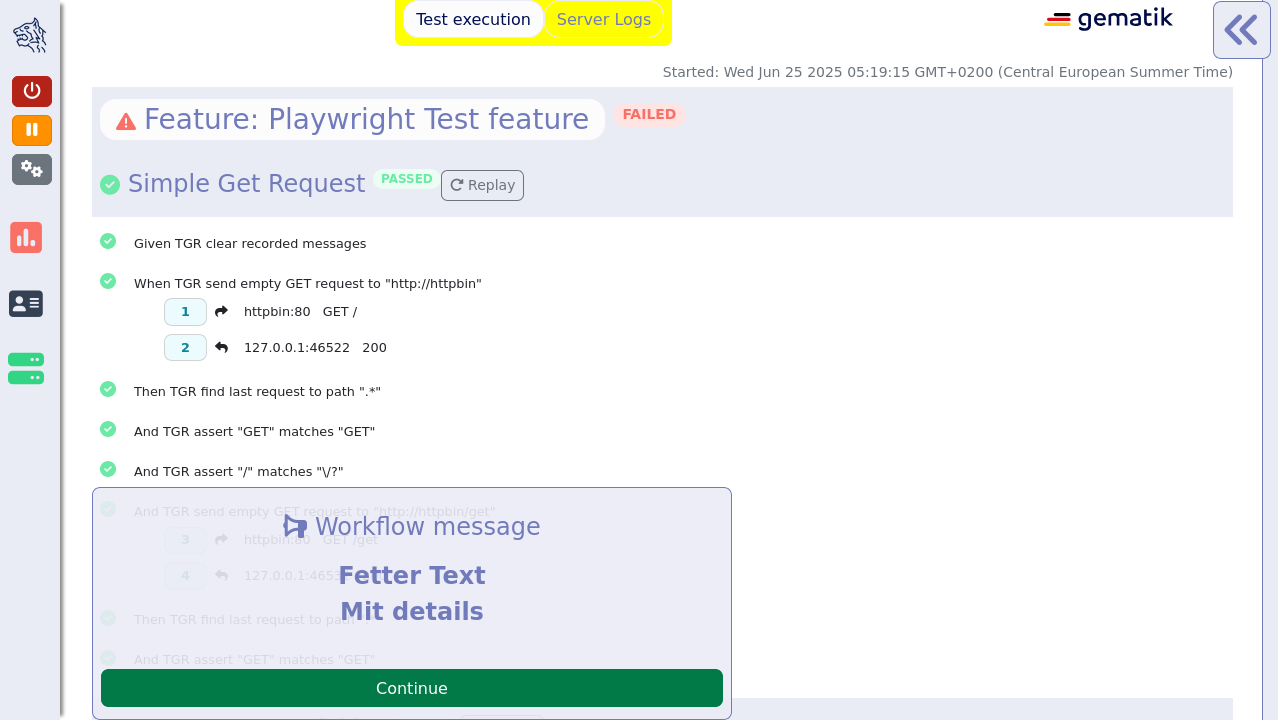 Test execution
Server Logs
gematik
Started: Wed Jun 25 2025 05:19:15 GMT+0200 (Central European Summer Time)
Feature: Playwright Test feature
FAILED
Simple Get Request
PASSED
Replay
Given TGR clear recorded messages
When TGR send empty GET request to "http://httpbin"
1 httpbin:80 GET /
2 127.0.0.1:46522 200
Then TGR find last request to path ".*"
And TGR assert "GET" matches "GET"
And TGR assert "/" matches "\/?"
And TGR send empty GET request to "http://httpbin/get"
Workflow message
3 httpbin:80 GET /get
4 127.0.0.1:4653
Fetter Text
Mit details
Then TGR find last request to path
And TGR assert "GET" matches "GET"
Continue